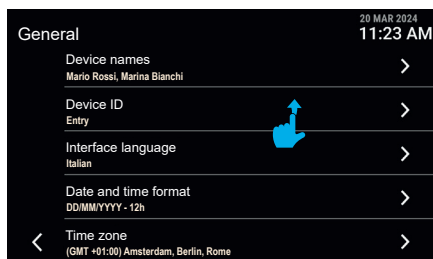 General
20 MAR 2024
11:23 AM
Device names
Mario Rossi, Marina Bianchi
Device ID
Entry
Interface language
Italian
Date and time format
DD/MM/YYYY - 12h
Time zone
(GMT +01:00) Amsterdam, Berlin, Rome